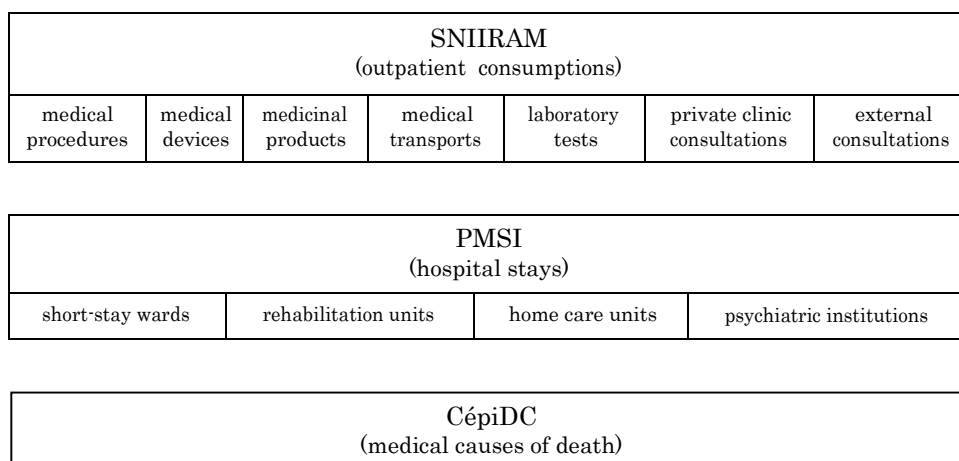 SNIIRAM
(outpatient consumptions)
medical procedures
medical devices
medicinal products
medical transports
laboratory tests
private clinic consultations
external consultations
PMSI
(hospital stays)
short-stay wards
rehabilitation units
home care units
psychiatric institutions
CépiDC
(medical causes of death)